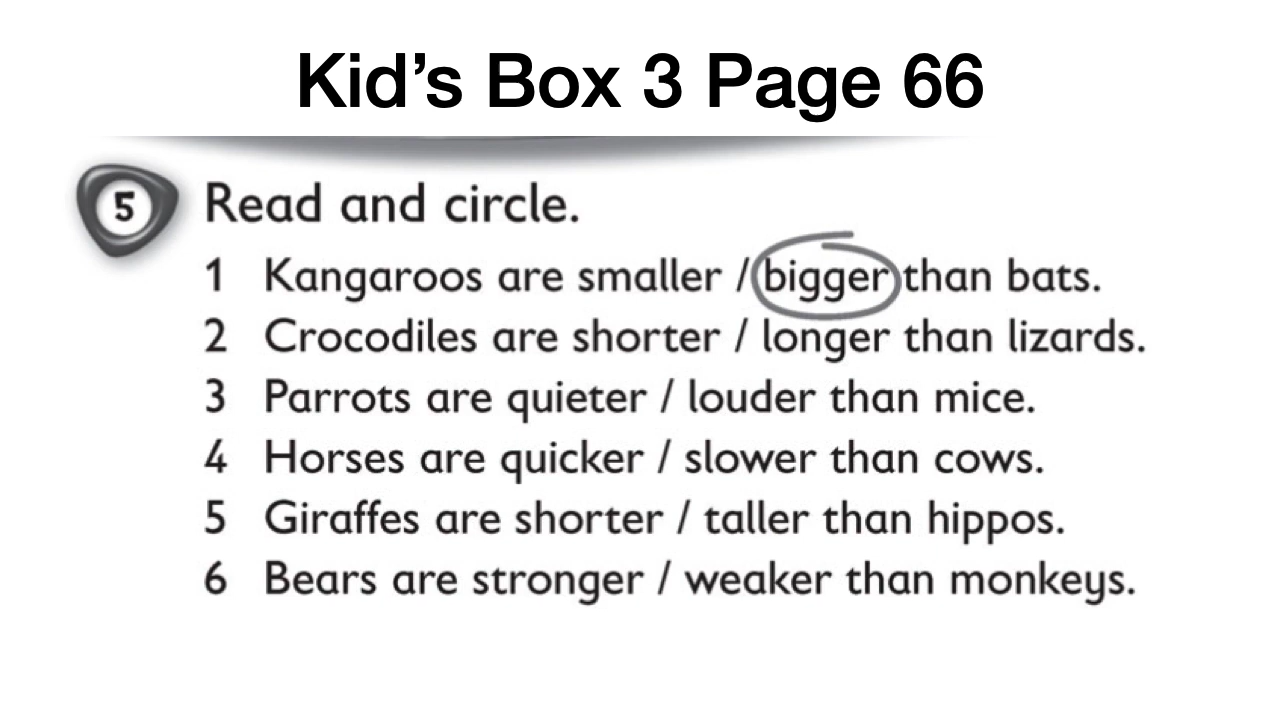 Kid’s Box 3 Page 66
5 Read and circle.
1 Kangaroos are smaller / bigger than bats.
2 Crocodiles are shorter / longer than lizards.
3 Parrots are quieter / louder than mice.
4 Horses are quicker / slower than cows.
5 Giraffes are shorter / taller than hippos.
6 Bears are stronger / weaker than monkeys.